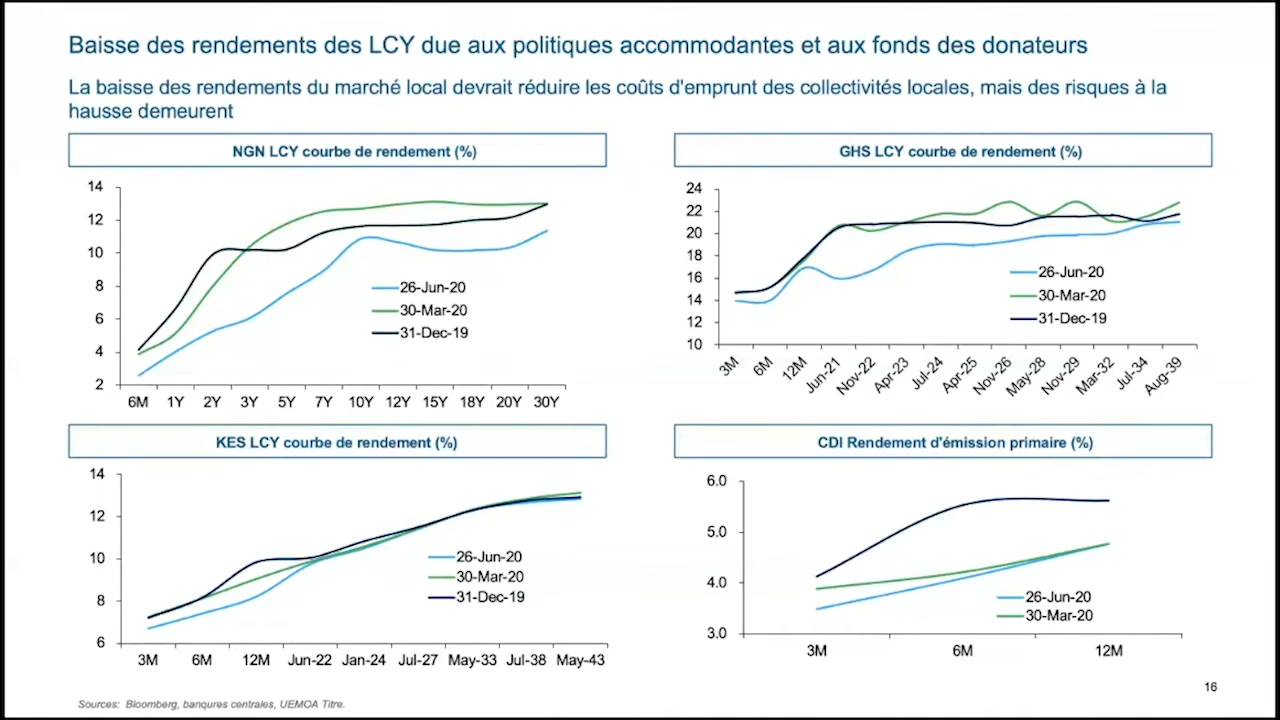 Baisse des rendements des LCY due aux politiques accommodantes et aux fonds des donateurs
La baisse des rendements du marché local devrait réduire les coûts d'emprunt des collectivités locales, mais des risques à la
hausse demeurent
NGN LCY courbe de rendement (%)
14
12
10
8
6
4
2
6M 1Y 2Y 3Y 5Y 7Y 10Y 12Y 15Y 18Y 20Y 30Y
26-Jun-20
30-Mar-20
31-Dec-19
GHS LCY courbe de rendement (%)
24
22
20
18
16
14
12
10
3M 6M 12M Jun-21 Nov-22 Apr-23 Jul-24 Apr-25 Nov-26 May-28 Nov-29 Mar-32 Jul-34 Aug-39
26-Jun-20
30-Mar-20
31-Dec-19
KES LCY courbe de rendement (%)
14
12
10
8
6
3M 6M 12M Jun-22 Jan-24 Jul-27 May-33 Jul-38 May-43
26-Jun-20
30-Mar-20
31-Dec-19
CDI Rendement d'émission primaire (%)
6.0
5.0
4.0
3.0
3M 6M 12M
26-Jun-20
30-Mar-20
16
Sources: Bloomberg, banqures centrales, UEMOA Titre.